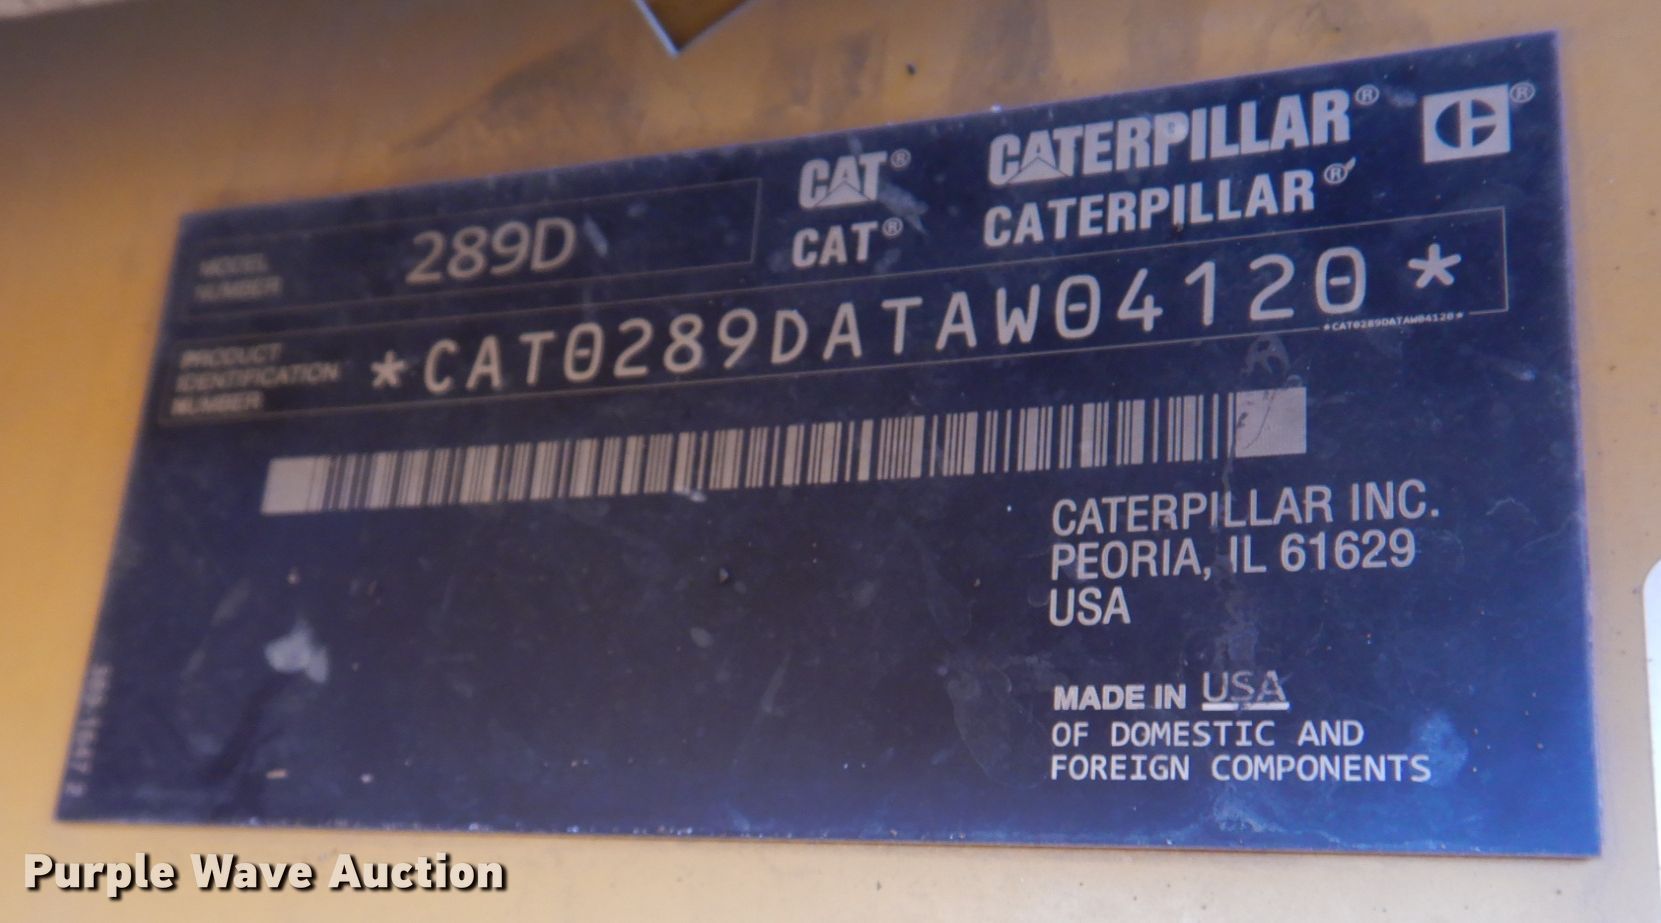 CAT® CATERPILLAR® C®
MODEL NUMBER 289D
CAT® CATERPILLAR®
PRODUCT IDENTIFICATION NUMBER *CAT0289DATAW04120*
*CAT0289DATAW04120*
CATERPILLAR INC.
PEORIA, IL 61629
USA
MADE IN USA
OF DOMESTIC AND
FOREIGN COMPONENTS
Purple Wave Auction